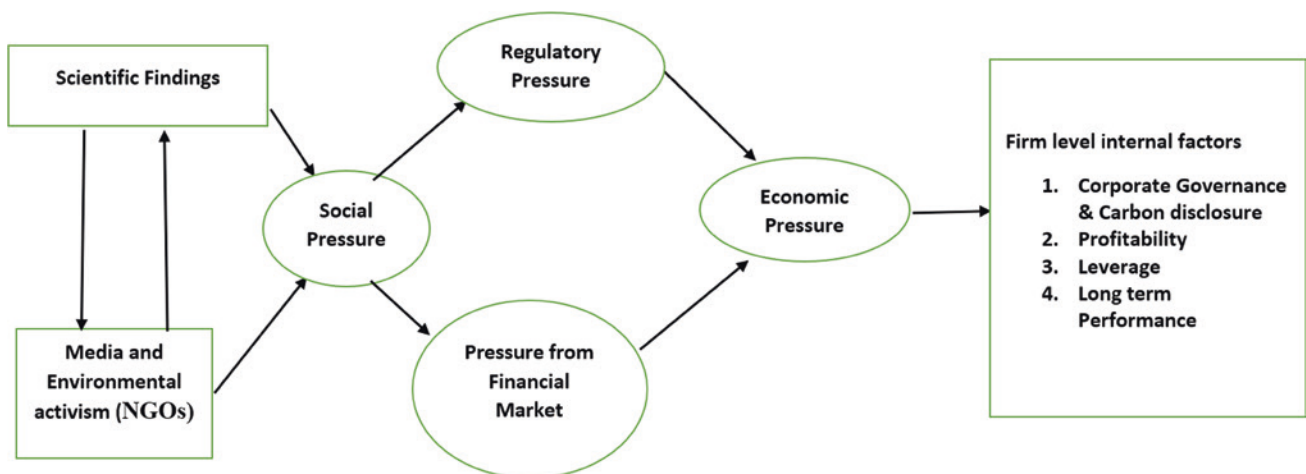 Scientific Findings
Media and
Environmental
activism (NGOs)
Social
Pressure
Regulatory
Pressure
Pressure from
Financial
Market
Economic
Pressure
Firm level internal factors
1. Corporate Governance
& Carbon disclosure
2. Profitability
3. Leverage
4. Long term
Performance